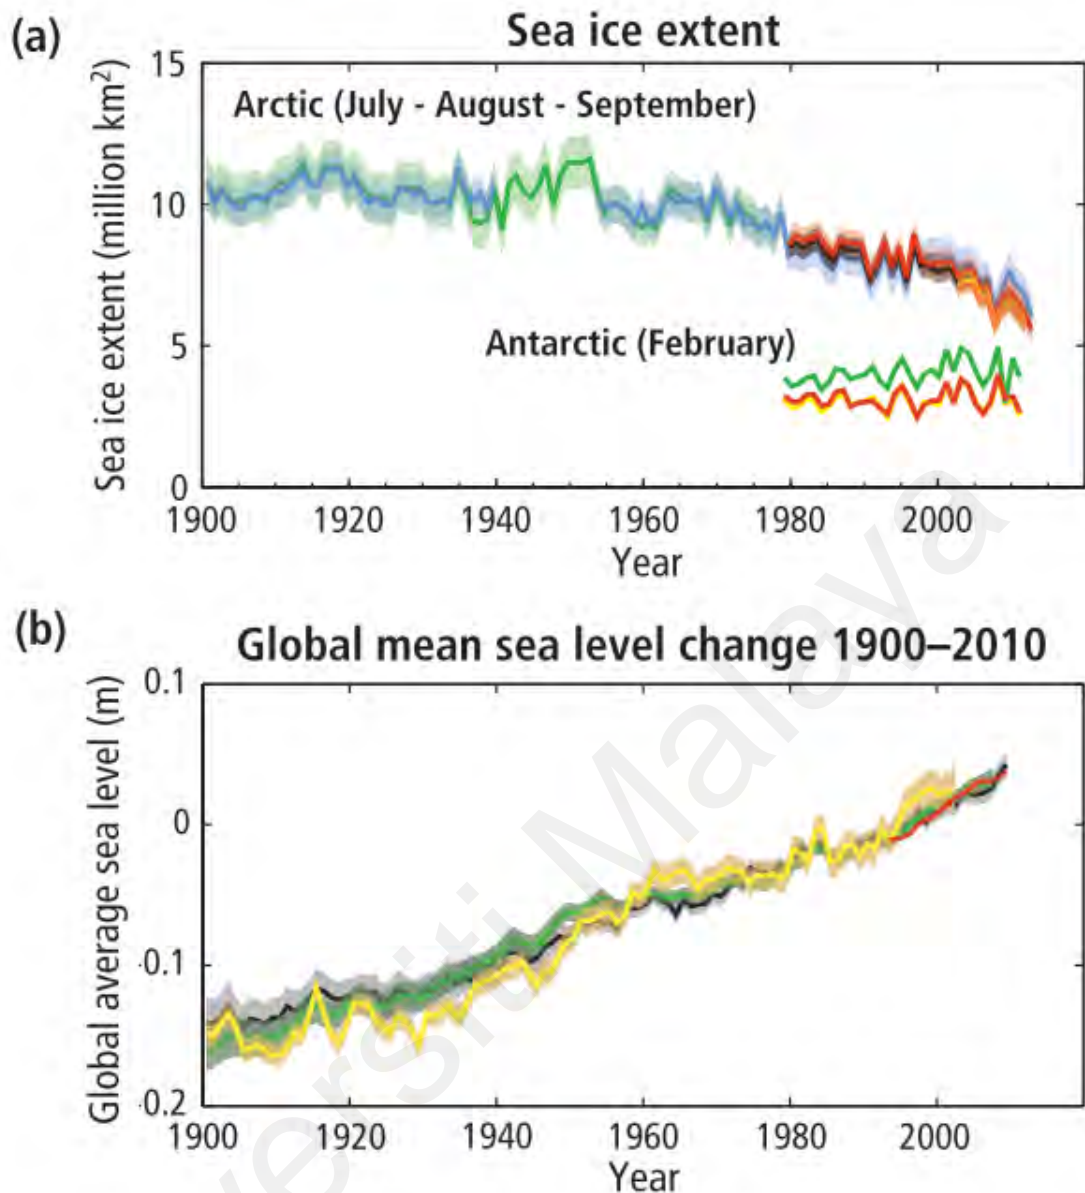 (a)
Sea ice extent
Sea ice extent (million km²)
15
10
5
0
Arctic (July - August - September)
Antarctic (February)
1900 1920 1940 1960 1980 2000
Year
(b)
Global mean sea level change 1900–2010
Global average sea level (m)
0.1
0
-0.1
-0.2
1900 1920 1940 1960 1980 2000
Year
versiti Malaya